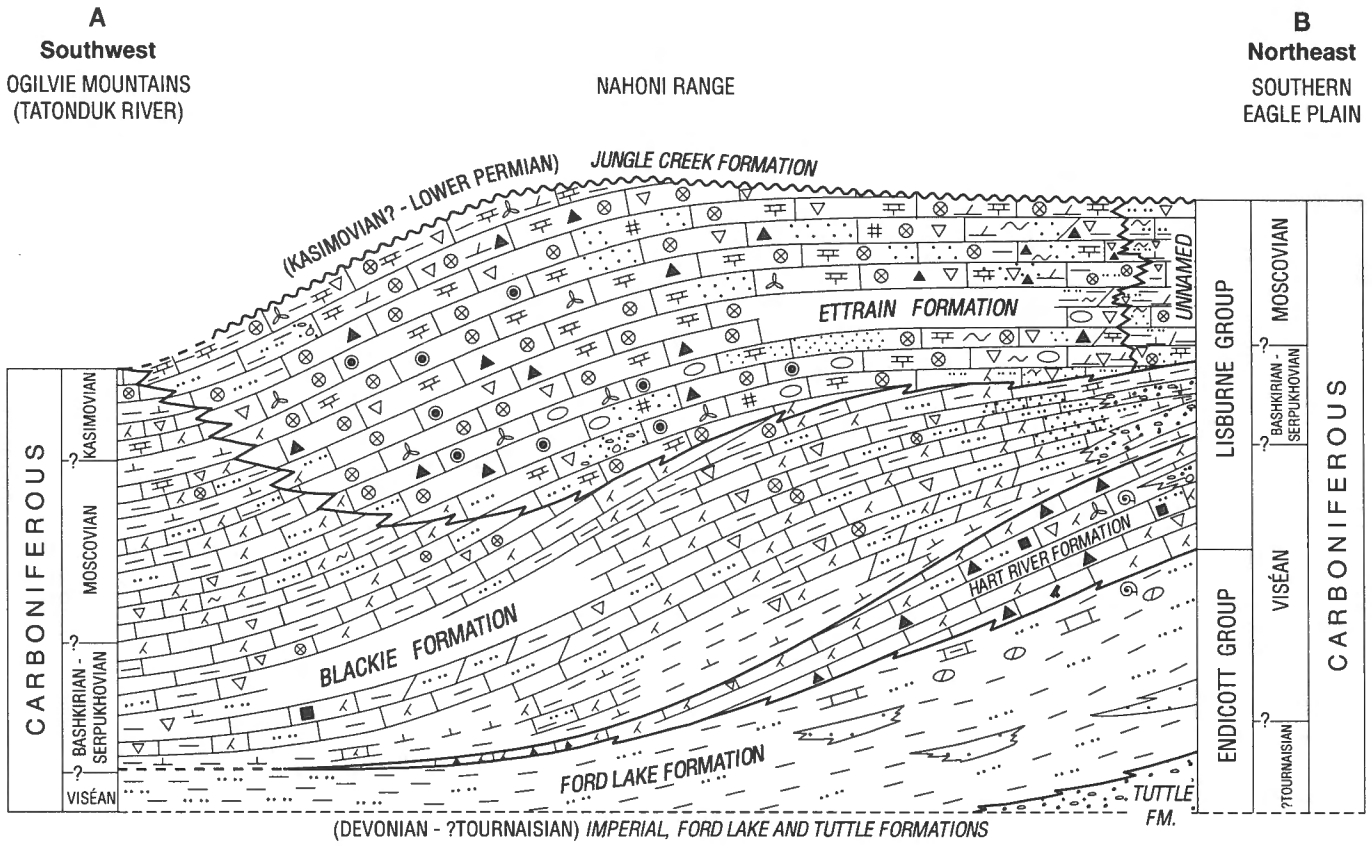 A
Southwest
OGILVIE MOUNTAINS
(TATONDUK RIVER)
NAHONI RANGE
B
Northeast
SOUTHERN
EAGLE PLAIN
(KASIMOVIAN? - LOWER PERMIAN) JUNGLE CREEK FORMATION
CARBONIFEROUS
KASIMOVIAN
?
MOSCOVIAN
?
BASHKIRIAN -
SERPUKHOVIAN
?
VISÉAN
ETTRAIN FORMATION
UNNAMED
BLACKIE FORMATION
HART RIVER FORMATION
FORD LAKE FORMATION
TUTTLE
FM.
LISBURNE GROUP
ENDICOTT GROUP
MOSCOVIAN
?
BASHKIRIAN -
SERPUKHOVIAN
?
VISÉAN
?
?TOURNAISIAN
CARBONIFEROUS
(DEVONIAN - ?TOURNAISIAN) IMPERIAL, FORD LAKE AND TUTTLE FORMATIONS